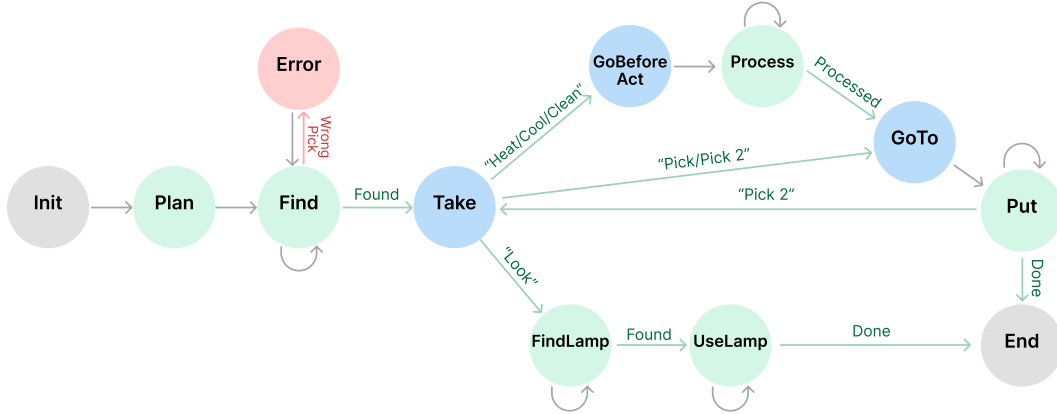 Error
GoBefore
Act
Process
Processed
"Heat/Cool/Clean"
Wrong
Pick
GoTo
"Pick/Pick 2"
Init
Plan
Find
Found
Take
"Pick 2"
Put
"Look"
Done
FindLamp
Found
UseLamp
Done
End